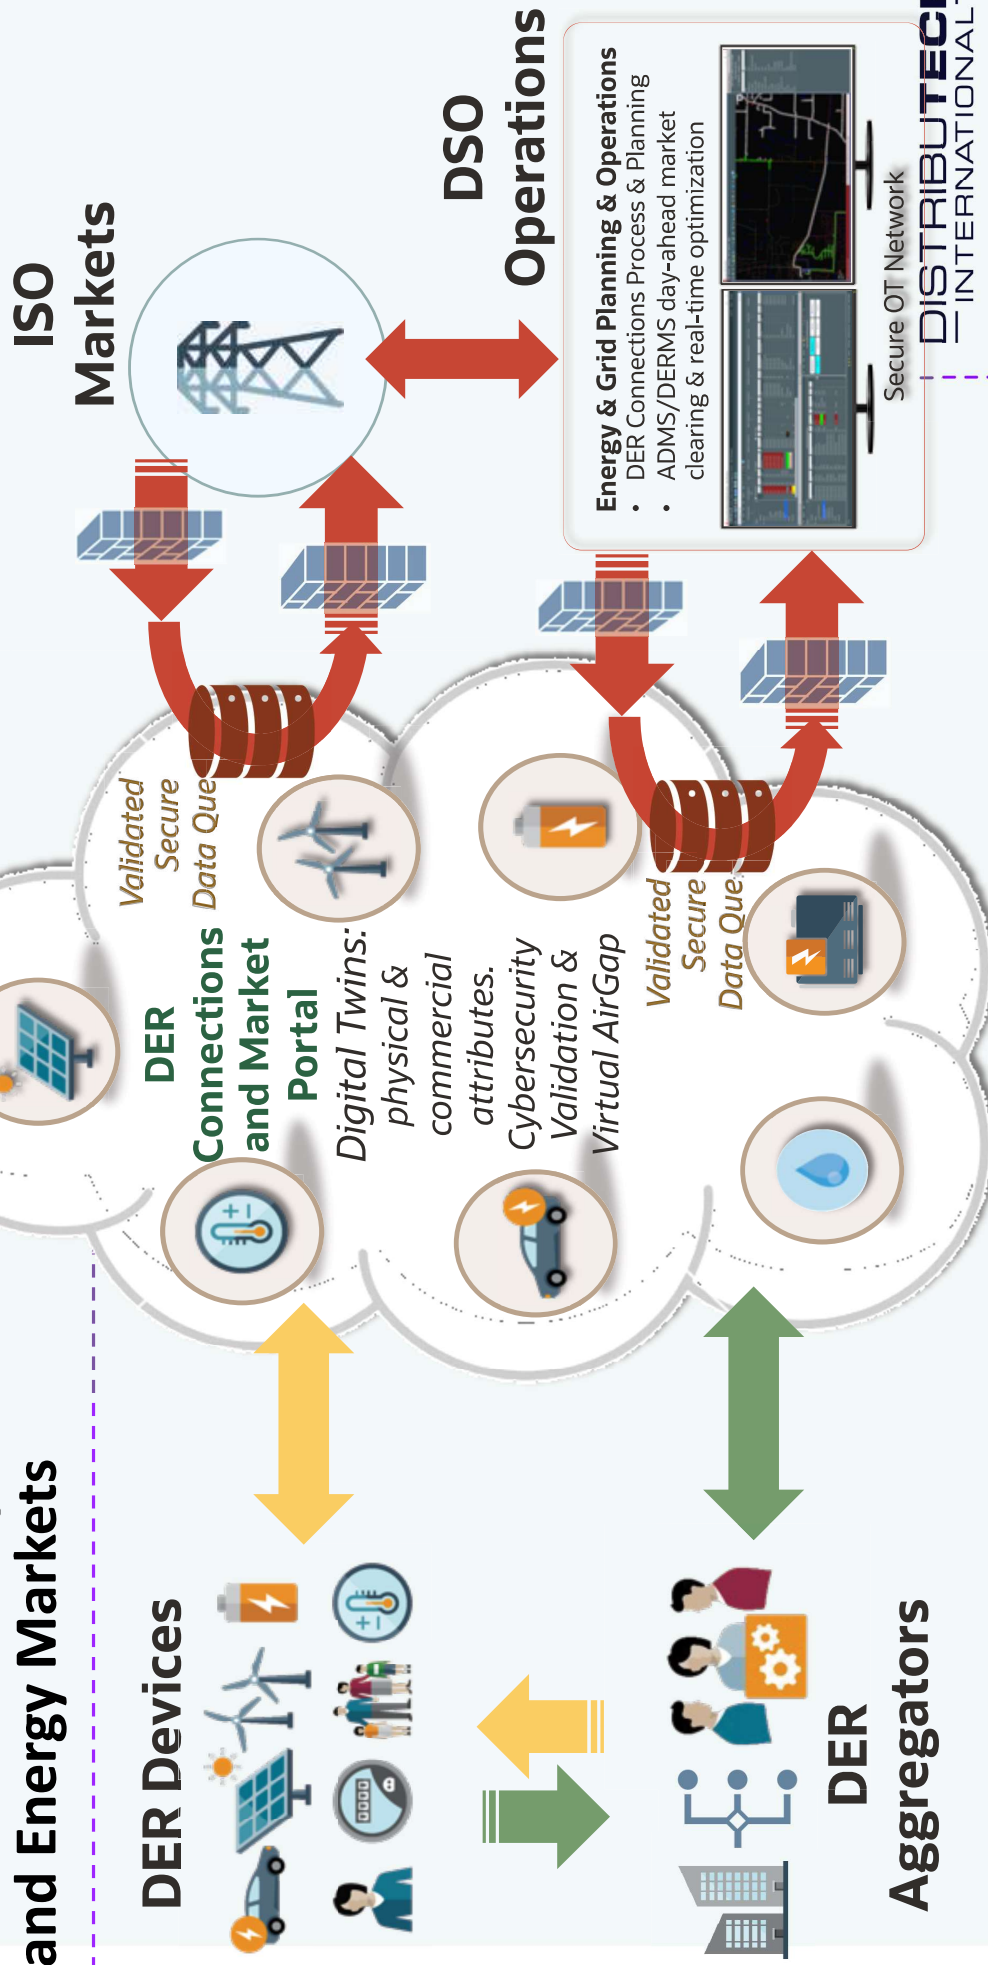 and Energy Markets
DER Devices
DER
Aggregators
DER
Connections
and Market
Portal
Digital Twins:
physical &
commercial
attributes.
Cybersecurity
Validation &
Virtual AirGap
Validated
Secure
Data Que
Validated
Secure
Data Que
ISO
Markets
DSO
Operations
Energy & Grid Planning & Operations
• DER Connections Process & Planning
• ADMS/DERMS day-ahead market
clearing & real-time optimization
Secure OT Network
DISTRIBUTECH
INTERNATIONAL